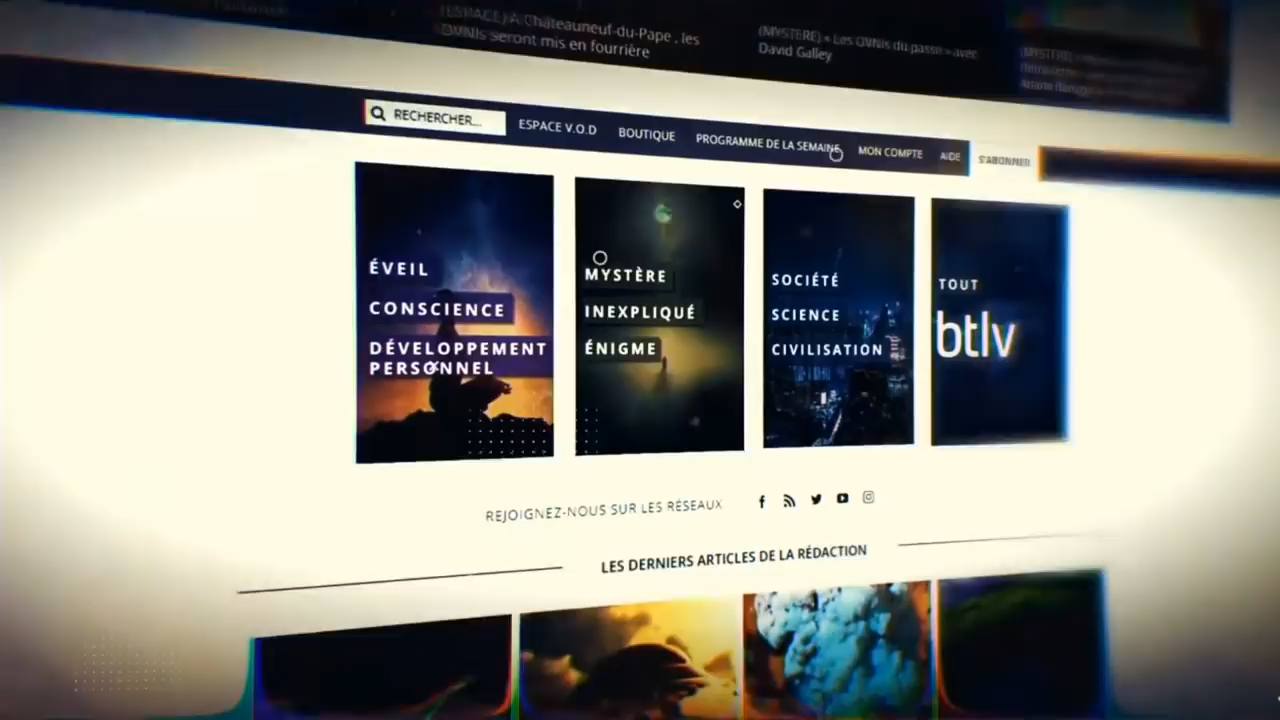 (ESPACE) À Châteauneuf-du-Pape , les
OVNIs seront mis en fourrière
(MYSTÈRE) « Les OVNIs du passé » avec
David Galley
RECHERCHER...
ESPACE V.O.D
BOUTIQUE
PROGRAMME DE LA SEMAINE
MON COMPTE
AIDE
S'ABONNER
ÉVEIL
CONSCIENCE
DÉVELOPPEMENT
PERSONNEL
MYSTÈRE
INEXPLIQUÉ
ÉNIGME
SOCIÉTÉ
SCIENCE
CIVILISATION
TOUT
btlv
REJOIGNEZ-NOUS SUR LES RÉSEAUX
LES DERNIERS ARTICLES DE LA RÉDACTION